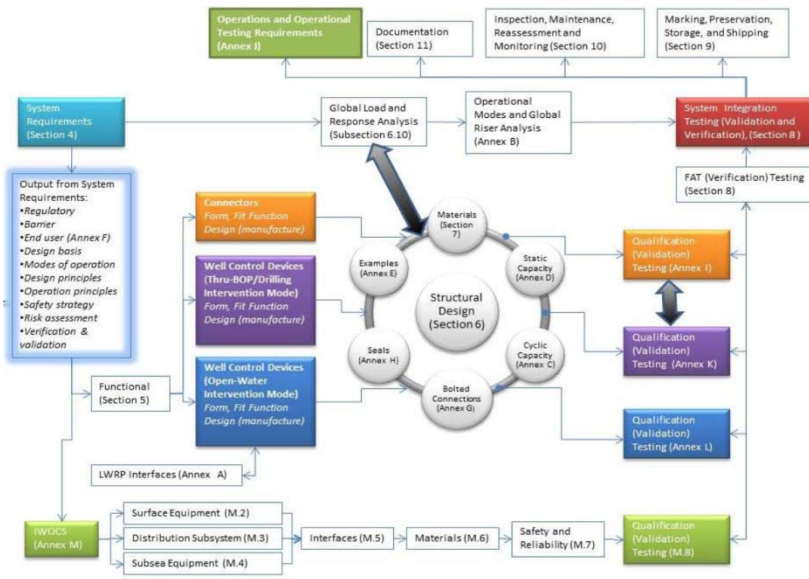 Operations and Operational
Testing Requirements
(Annex J)
Documentation
(Section 11)
Inspection, Maintenance,
Reassessment and
Monitoring (Section 10)
Marking, Preservation,
Storage, and Shipping
(Section 9)
System
Requirements
(Section 4)
Global Load and
Response Analysis
(Subsection 6.10)
Operational
Modes and Global
Riser Analysis
(Annex B)
System Integration
Testing (Validation and
Verification), (Section 8 )
FAT (Verification) Testing
(Section 8)
Output from System
Requirements:
•Regulatory
•Barrier
•End user (Annex F)
•Design basis
•Modes of operation
•Design principles
•Operation principles
•Safety strategy
•Risk assessment
•Verification &
validation
Connectors
Form, Fit Function
Design (manufacture)
Well Control Devices
(Thru-BOP/Drilling
Intervention Mode)
Form, Fit Function
Design (manufacture)
Well Control Devices
(Open-Water
Intervention Mode)
Form, Fit Function
Design (manufacture)
Functional
(Section 5)
LWRP Interfaces (Annex A)
Materials
(Section
7)
Examples
(Annex E)
Static
Capacity
(Annex D)
Structural
Design
(Section 6)
Seals
(Annex H)
Cyclic
Capacity
(Annex C)
Bolted
Connections
(Annex G)
Qualification
(Validation)
Testing (Annex I)
Qualification
(Validation)
Testing (Annex K)
Qualification
(Validation)
Testing (Annex L)
IWOCS
(Annex M)
Surface Equipment (M.2)
Distribution Subsystem (M.3)
Subsea Equipment (M.4)
Interfaces (M.5)
Materials (M.6)
Safety and
Reliability (M.7)
Qualification
(Validation)
Testing (M.8)